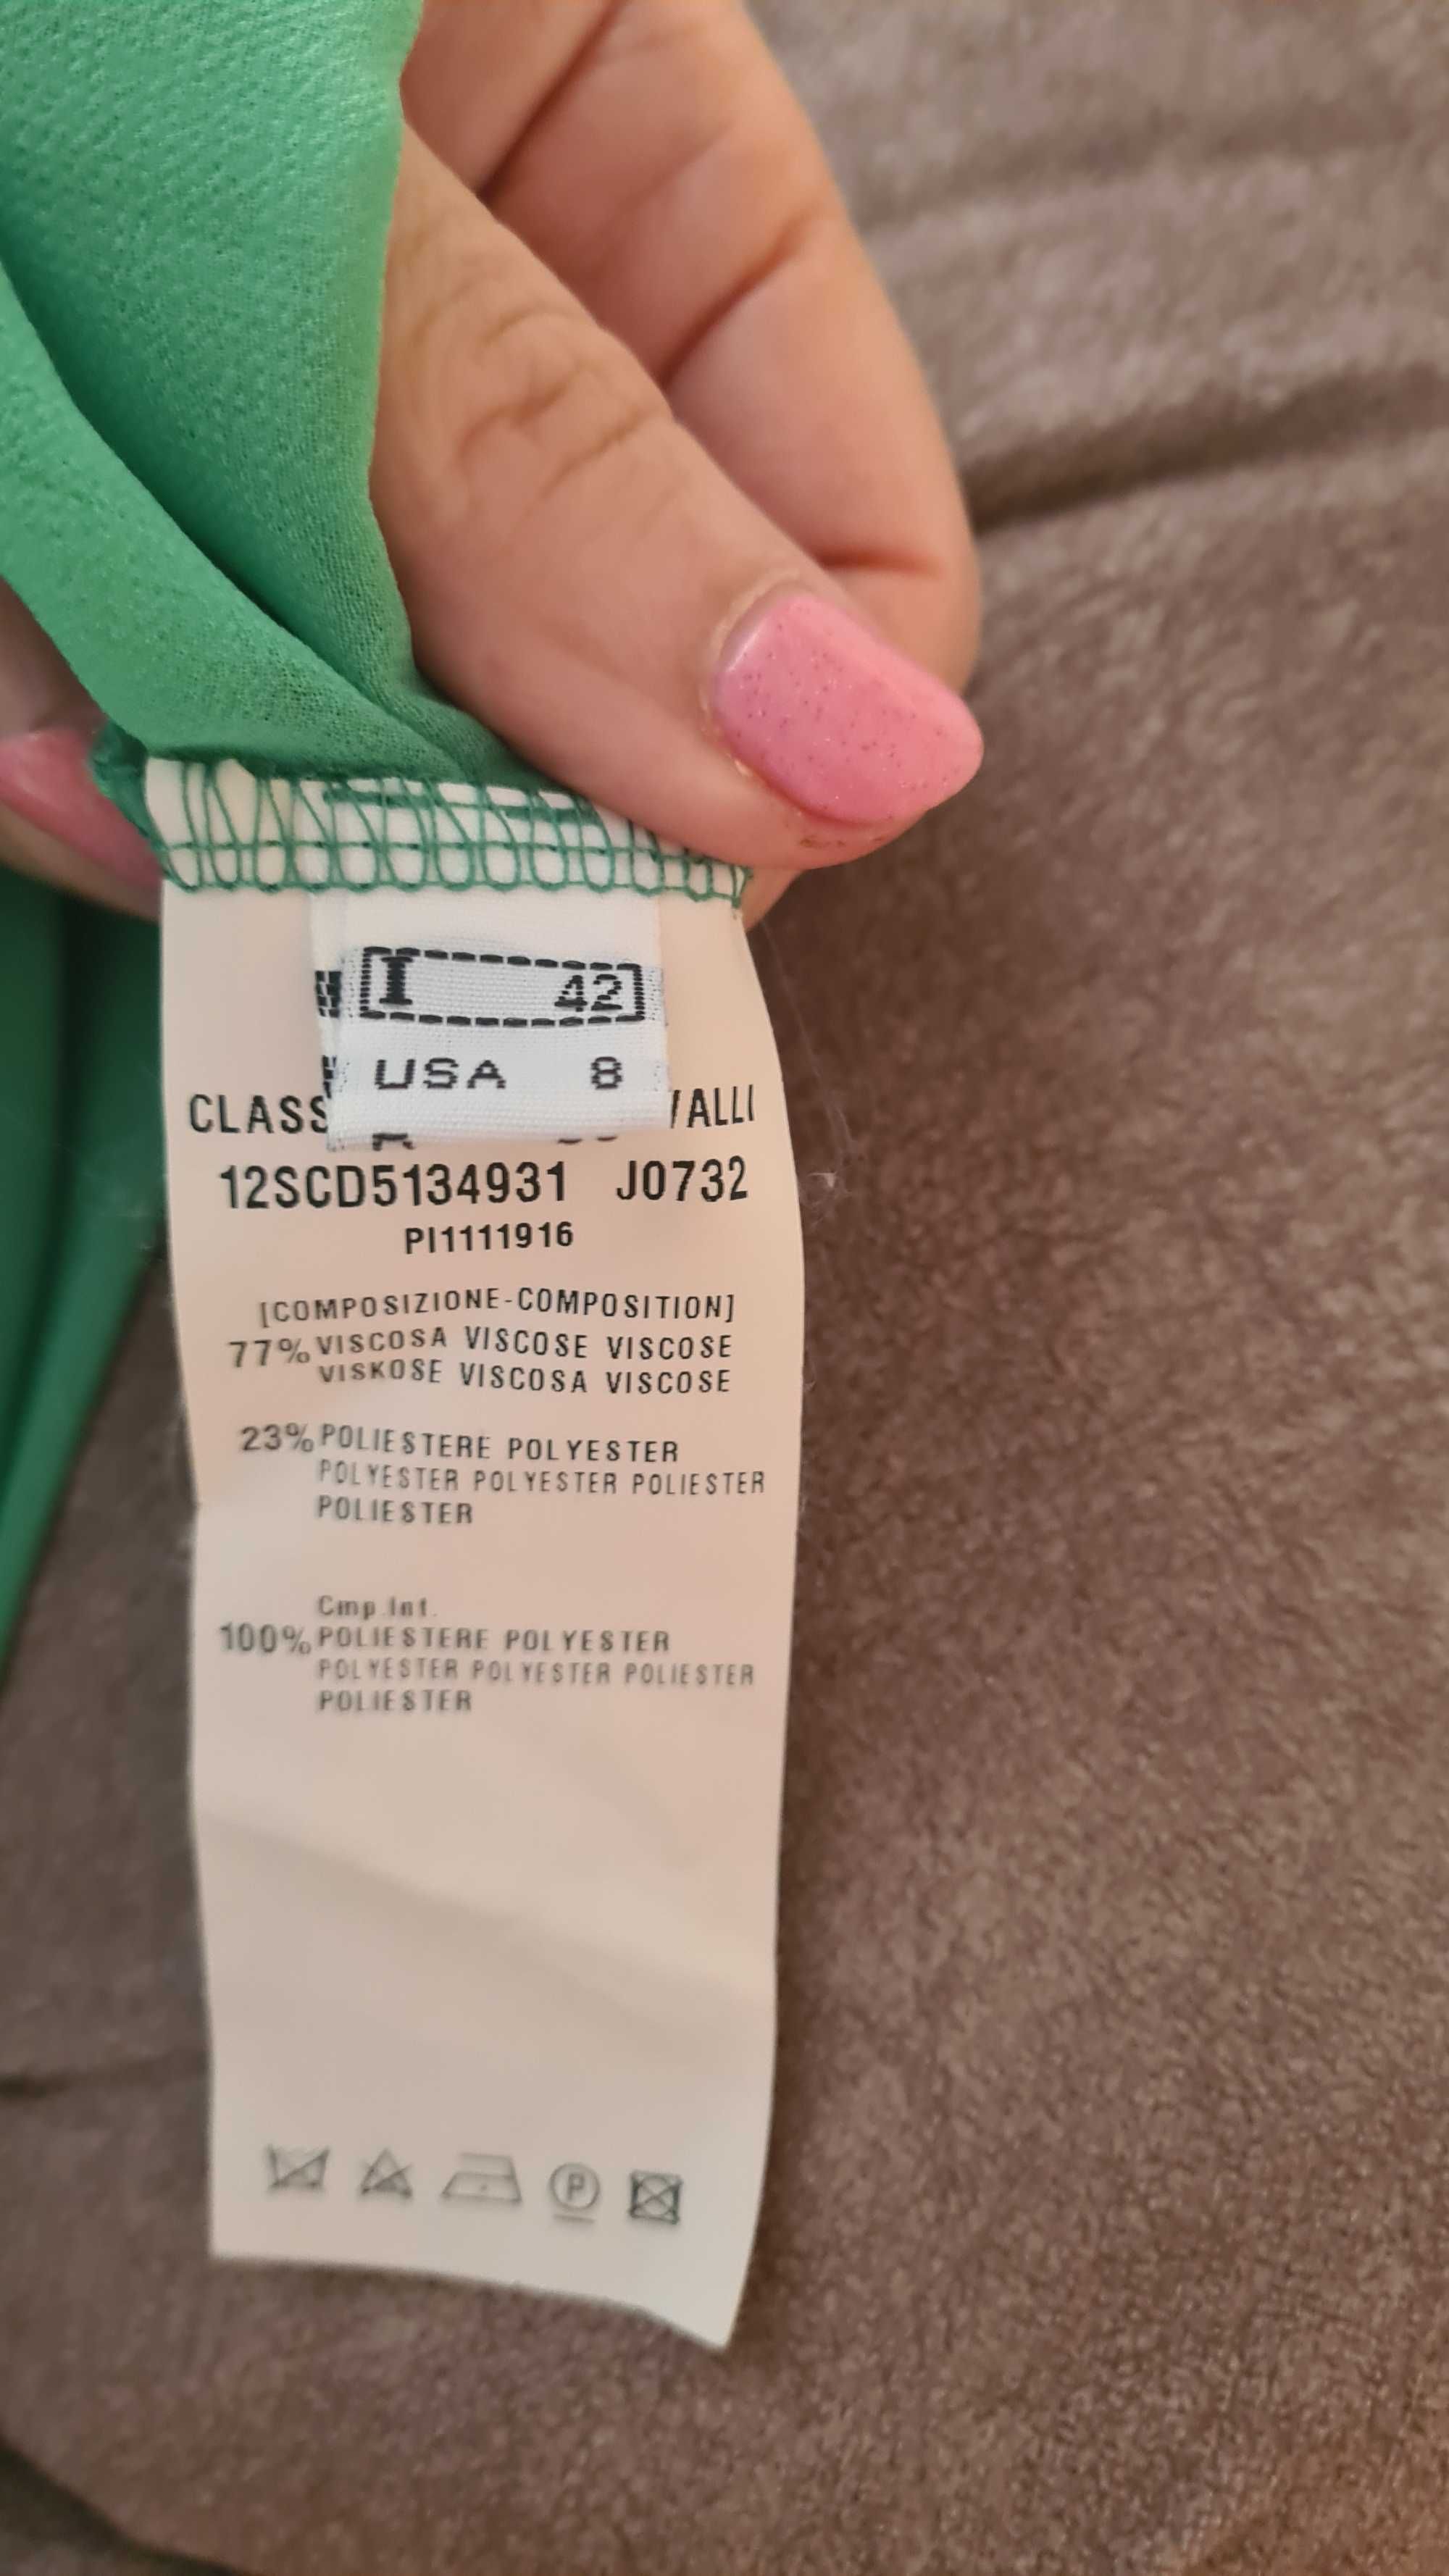 I 42
USA 8
CLASS VALLI
12SCD5134931 J0732
PI1111916
[COMPOSIZIONE-COMPOSITION]
77% VISCOSA VISCOSE VISCOSE
VISKOSE VISCOSA VISCOSE
23% POLIESTERE POLYESTER
POLYESTER POLYESTER POLIESTER
POLIESTER
Cmp.Int.
100% POLIESTERE POLYESTER
POLYESTER POLYESTER POLIESTER
POLIESTER
P